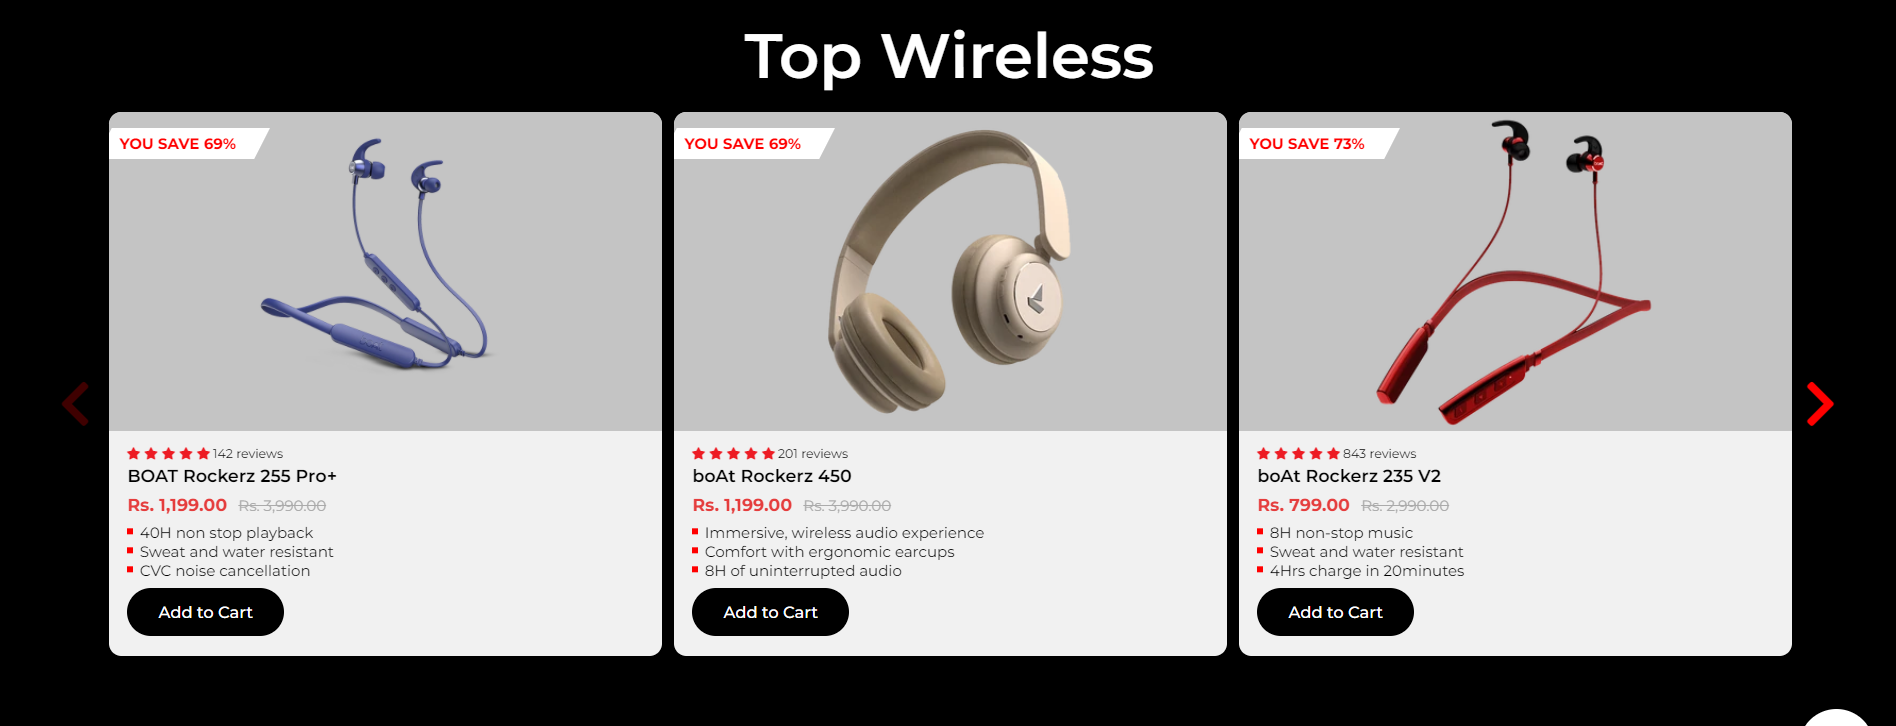 Top Wireless
YOU SAVE 69%
142 reviews
BOAT Rockerz 255 Pro+
Rs. 1,199.00 Rs. 3,990.00
40H non stop playback
Sweat and water resistant
CVC noise cancellation
Add to Cart
YOU SAVE 69%
201 reviews
boAt Rockerz 450
Rs. 1,199.00 Rs. 3,990.00
Immersive, wireless audio experience
Comfort with ergonomic earcups
8H of uninterrupted audio
Add to Cart
YOU SAVE 73%
843 reviews
boAt Rockerz 235 V2
Rs. 799.00 Rs. 2,990.00
8H non-stop music
Sweat and water resistant
4Hrs charge in 20minutes
Add to Cart